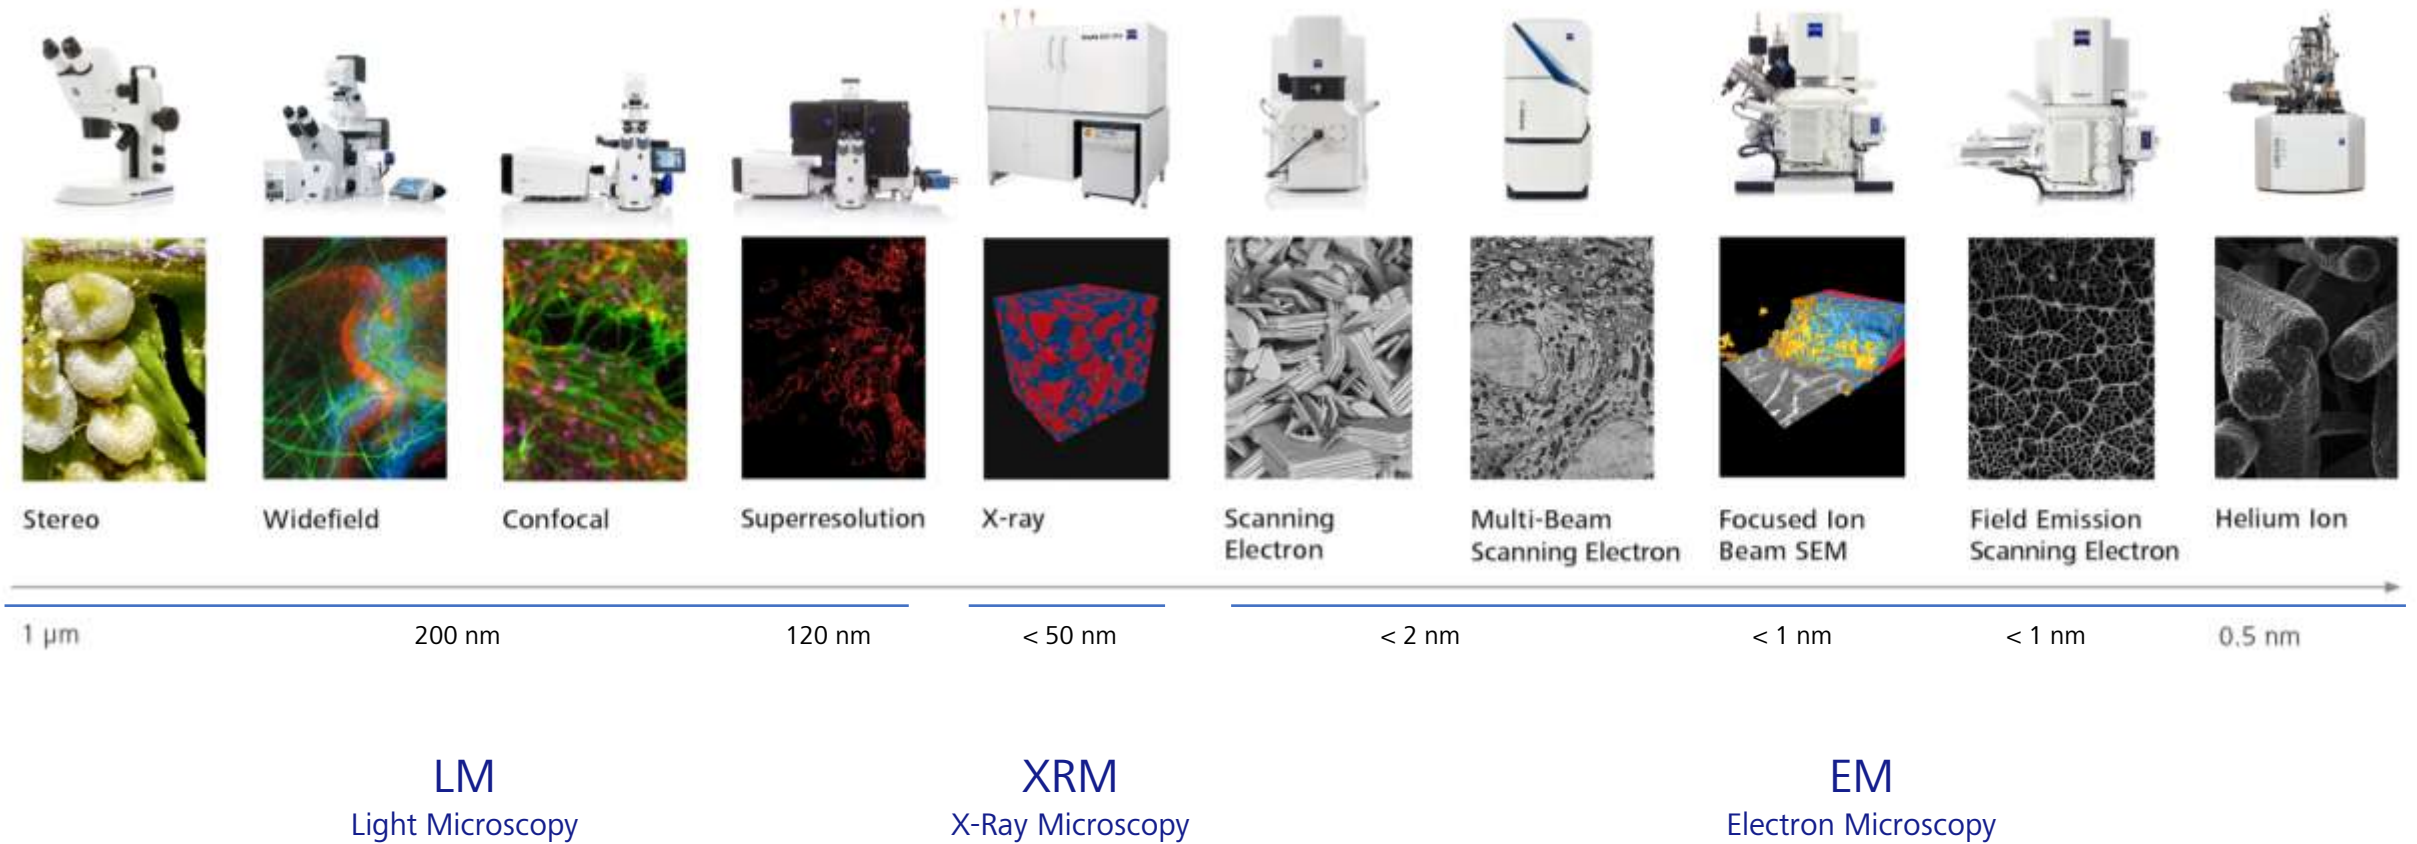 Stereo
Widefield
Confocal
Superresolution
X-ray
Scanning
Electron
Multi-Beam
Scanning Electron
Focused Ion
Beam SEM
Field Emission
Scanning Electron
Helium Ion
1 µm
200 nm
120 nm
< 50 nm
< 2 nm
< 1 nm
< 1 nm
0.5 nm
LM
Light Microscopy
XRM
X-Ray Microscopy
EM
Electron Microscopy